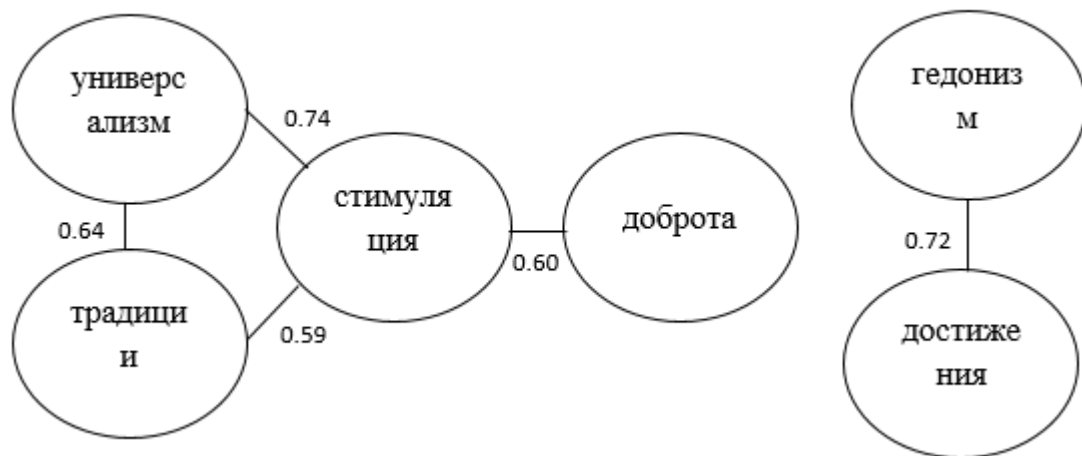 универс
ализм
0.74
0.64
традици
и
0.59
стимуля
ция
0.60
доброта
гедониз
м
0.72
достиже
ния